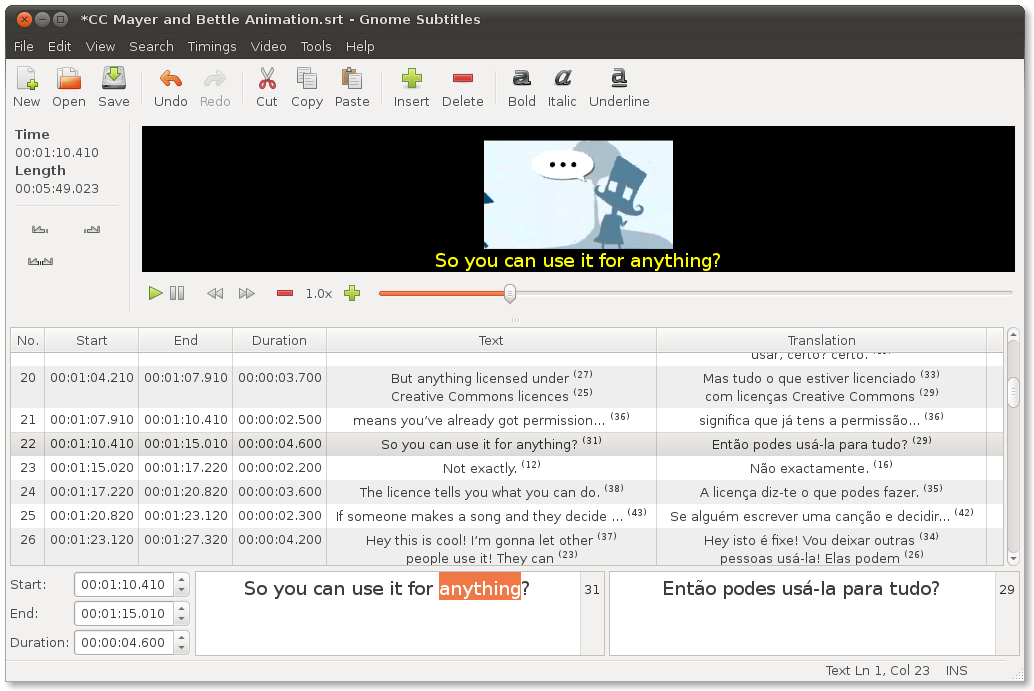 *CC Mayer and Bettle Animation.srt - Gnome Subtitles
File Edit View Search Timings Video Tools Help
New Open Save Undo Redo Cut Copy Paste Insert Delete Bold Italic Underline
Time
00:01:10.410
Length
00:05:49.023
So you can use it for anything?
1.0x
No. Start End Duration Text Translation
usar, certo? certo.
20 00:01:04.210 00:01:07.910 00:00:03.700 But anything licensed under (27) Mas tudo o que estiver licenciado (33)
Creative Commons licences (25) com licenças Creative Commons (29)
21 00:01:07.910 00:01:10.410 00:00:02.500 means you’ve already got permission... (36) significa que já tens a permissão... (36)
22 00:01:10.410 00:01:15.010 00:00:04.600 So you can use it for anything? (31) Então podes usá-la para tudo? (29)
23 00:01:15.020 00:01:17.220 00:00:02.200 Not exactly. (12) Não exactamente. (16)
24 00:01:17.220 00:01:20.820 00:00:03.600 The licence tells you what you can do. (38) A licença diz-te o que podes fazer. (35)
25 00:01:20.820 00:01:23.120 00:00:02.300 If someone makes a song and they decide ... (43) Se alguém escrever uma canção e decidir... (42)
26 00:01:23.120 00:01:27.320 00:00:04.200 Hey this is cool! I’m gonna let other (37) Hey isto é fixe! Vou deixar outras (34)
people use it! They can (23) pessoas usá-la! Elas podem (26)
Start: 00:01:10.410
End: 00:01:15.010
Duration: 00:00:04.600
So you can use it for anything? 31
Então podes usá-la para tudo? 29
Text Ln 1, Col 23 INS